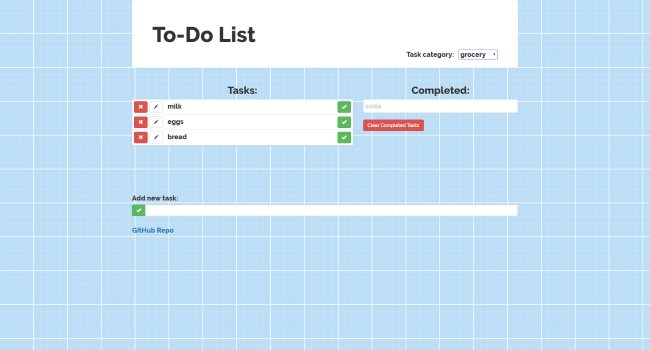 To-Do List
Task category: grocery
Tasks:
milk
eggs
bread
Completed:
soda
Clear Completed Tasks
Add new task:
GitHub Repo